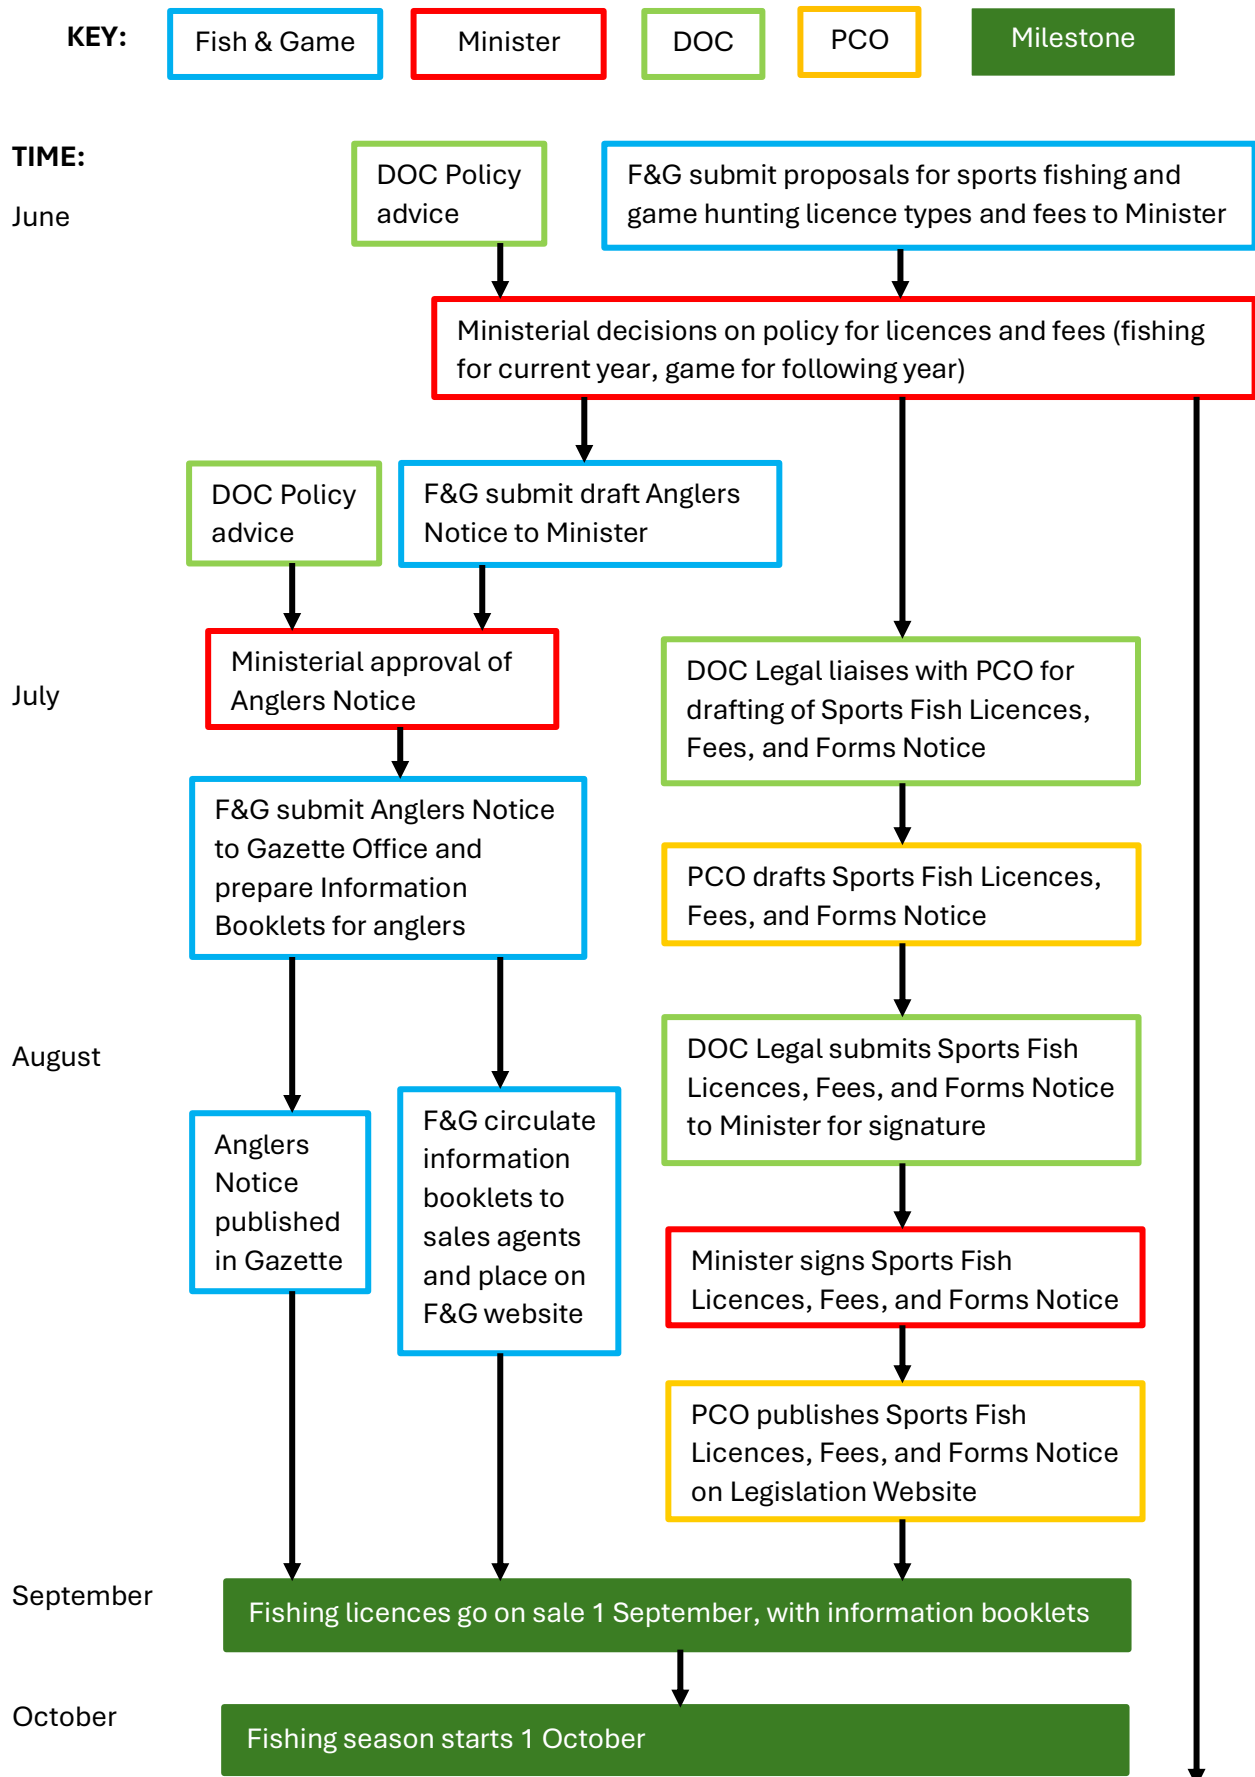 KEY:
Fish & Game
Minister
DOC
PCO
Milestone
TIME:
June
DOC Policy
advice
F&G submit proposals for sports fishing and
game hunting licence types and fees to Minister
Ministerial decisions on policy for licences and fees (fishing
for current year, game for following year)
DOC Policy
advice
F&G submit draft Anglers
Notice to Minister
July
Ministerial approval of
Anglers Notice
DOC Legal liaises with PCO for
drafting of Sports Fish Licences,
Fees, and Forms Notice
F&G submit Anglers Notice
to Gazette Office and
prepare Information
Booklets for anglers
PCO drafts Sports Fish Licences,
Fees, and Forms Notice
August
DOC Legal submits Sports Fish
Licences, Fees, and Forms Notice
to Minister for signature
Anglers
Notice
published
in Gazette
F&G circulate
information
booklets to
sales agents
and place on
F&G website
Minister signs Sports Fish
Licences, Fees, and Forms Notice
PCO publishes Sports Fish
Licences, Fees, and Forms Notice
on Legislation Website
September
Fishing licences go on sale 1 September, with information booklets
October
Fishing season starts 1 October